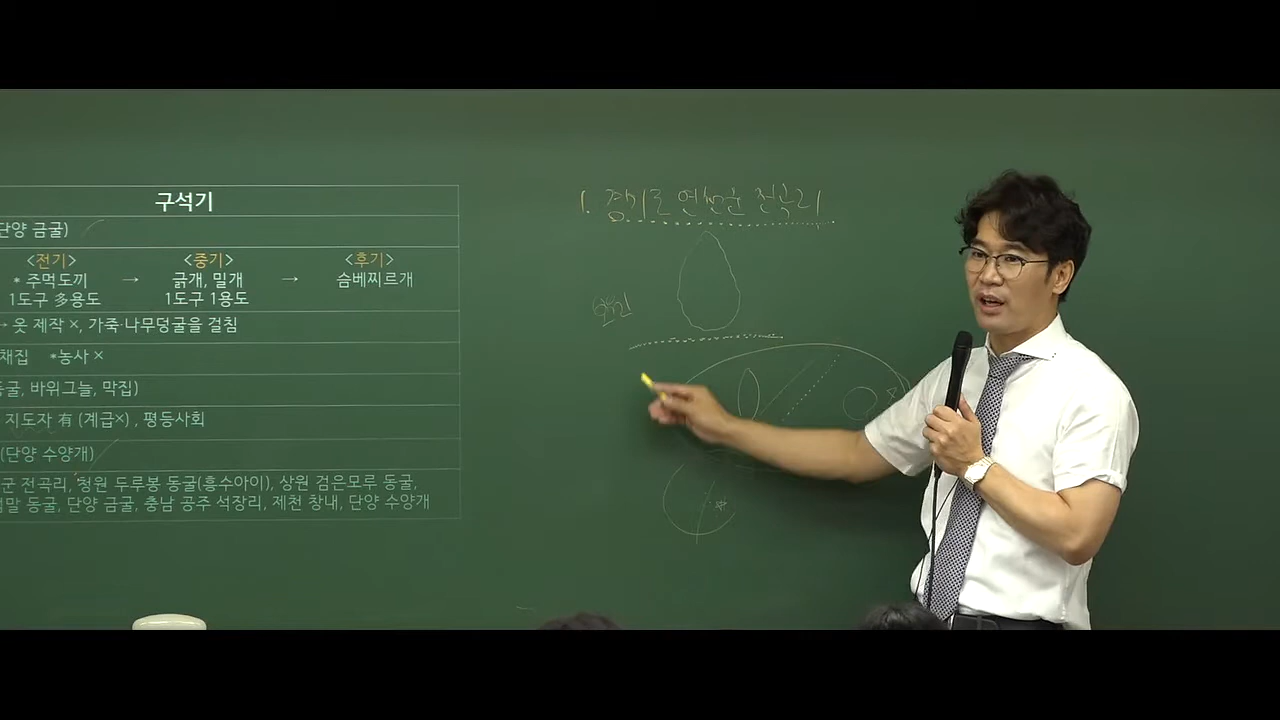 구석기
단양 금굴)
<전기> <중기> <후기>
* 주먹도끼 → 긁개, 밀개 → 슴베찌르개
1도구 多용도 1도구 1용도
→ 옷 제작 ×, 가죽·나무덩굴을 걸침
채집 *농사 ×
동굴, 바위그늘, 막집)
지도자 有 (계급×) , 평등사회
(단양 수양개)
군 전곡리, 청원 두루봉 동굴(흥수아이), 상원 검은모루 동굴,
말 동굴, 단양 금굴, 충남 공주 석장리, 제천 창내, 단양 수양개
1. 경기도 연천군 전곡리